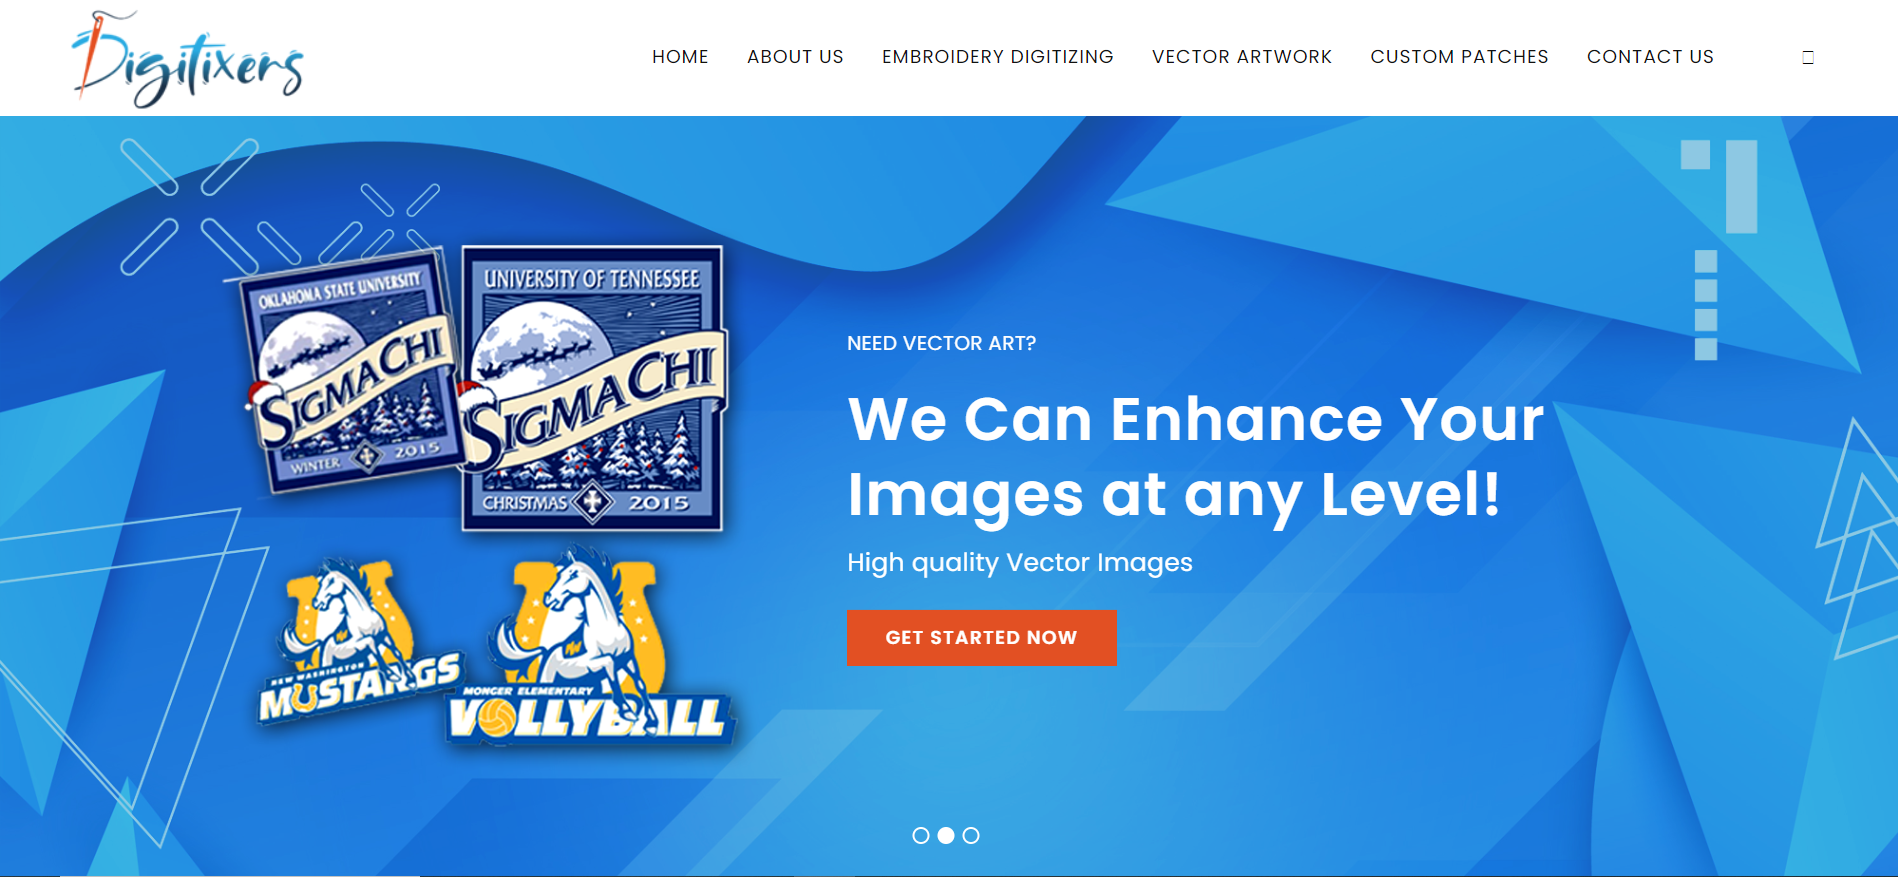 Digitixers
HOME ABOUT US EMBROIDERY DIGITIZING VECTOR ARTWORK CUSTOM PATCHES CONTACT US
OKLAHOMA STATE UNIVERSITY
SIGMA CHI
WINTER 2015
UNIVERSITY OF TENNESSEE
SIGMA CHI
CHRISTMAS 2015
NEED VECTOR ART?
We Can Enhance Your
Images at any Level!
High quality Vector Images
GET STARTED NOW
NEW WASHINGTON
MUSTANGS
MONGER ELEMENTARY
VOLLYBALL